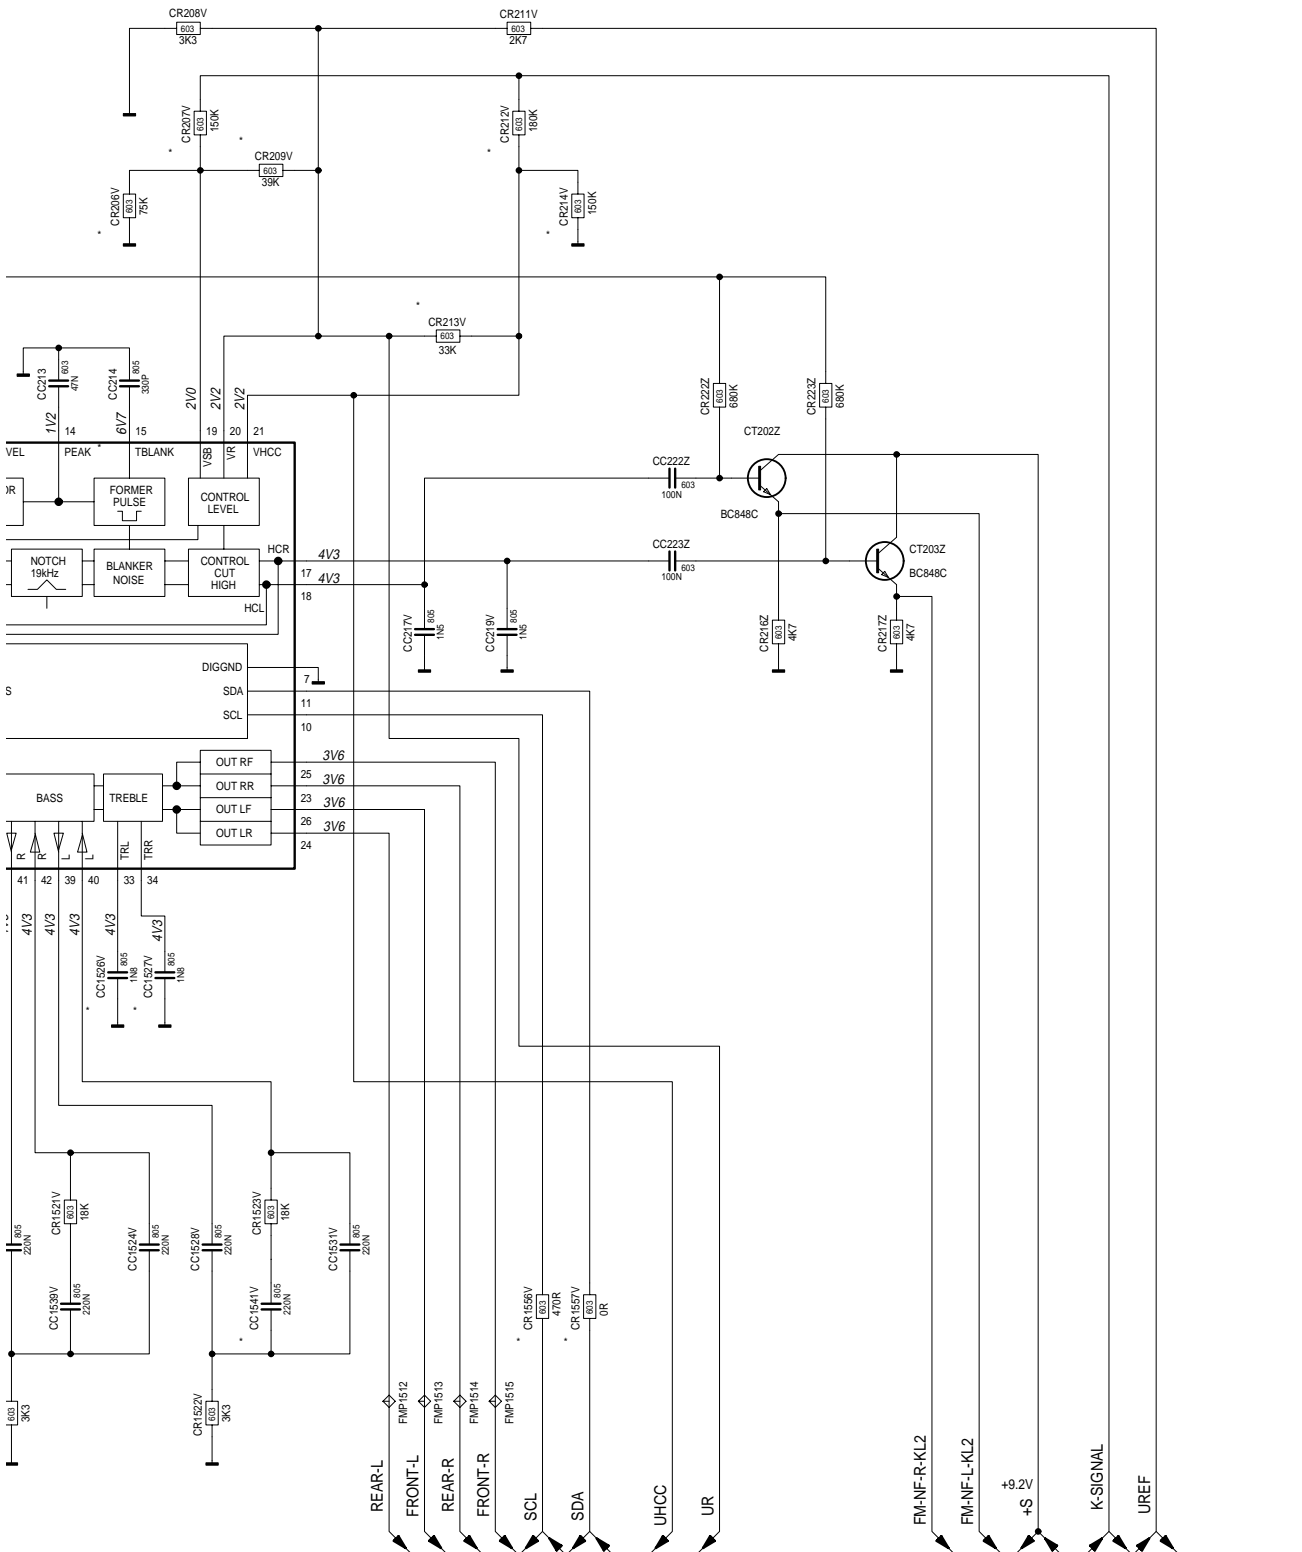 CR208V
603
3K3
CR211V
603
2K7
CR207V
603
150K
*
*
CR212V
603
180K
*
CR209V
603
39K
CR206V
603
75K
*
CR214V
603
150K
*
*
CR213V
603
33K
CC213
603
47N
CC214
805
330P
1V2
6V7
2V0
2V2
2V2
14
15
19
20
21
VEL
PEAK
*
TBLANK
VSB
VR
VHCC
CR222Z
603
680K
CR223Z
603
680K
CT202Z
BC848C
CC222Z
603
100N
CC223Z
603
100N
CT203Z
BC848C
OR
FORMER
PULSE
CONTROL
LEVEL
NOTCH
19kHz
BLANKER
NOISE
CONTROL
CUT
HIGH
HCR
4V3
17
4V3
18
HCL
CC217V
805
1N5
CC219V
805
1N5
CR216Z
603
4K7
CR217Z
603
4K7
DIGGND
7
S
SDA
11
SCL
10
OUT RF
3V6
25
OUT RR
3V6
23
OUT LF
3V6
26
OUT LR
3V6
24
BASS
TREBLE
R
R
L
L
TRL
TRR
41
42
39
40
33
34
4V3
4V3
4V3
4V3
4V3
CC1526V
805
1N8
*
CC1527V
805
1N8
*
CR1521V
603
18K
CC1524V
805
220N
CC1528V
805
220N
CR1523V
603
18K
CC1531V
805
220N
805
220N
CC1539V
805
220N
CC1541V
805
220N
*
CR1556V
603
470R
*
CR1557V
603
0R
*
603
3K3
CR1522V
603
3K3
FMP1512
FMP1513
FMP1514
FMP1515
REAR-L
FRONT-L
REAR-R
FRONT-R
SCL
SDA
UHCC
UR
FM-NF-R-KL2
FM-NF-L-KL2
+9.2V
+S
K-SIGNAL
UREF